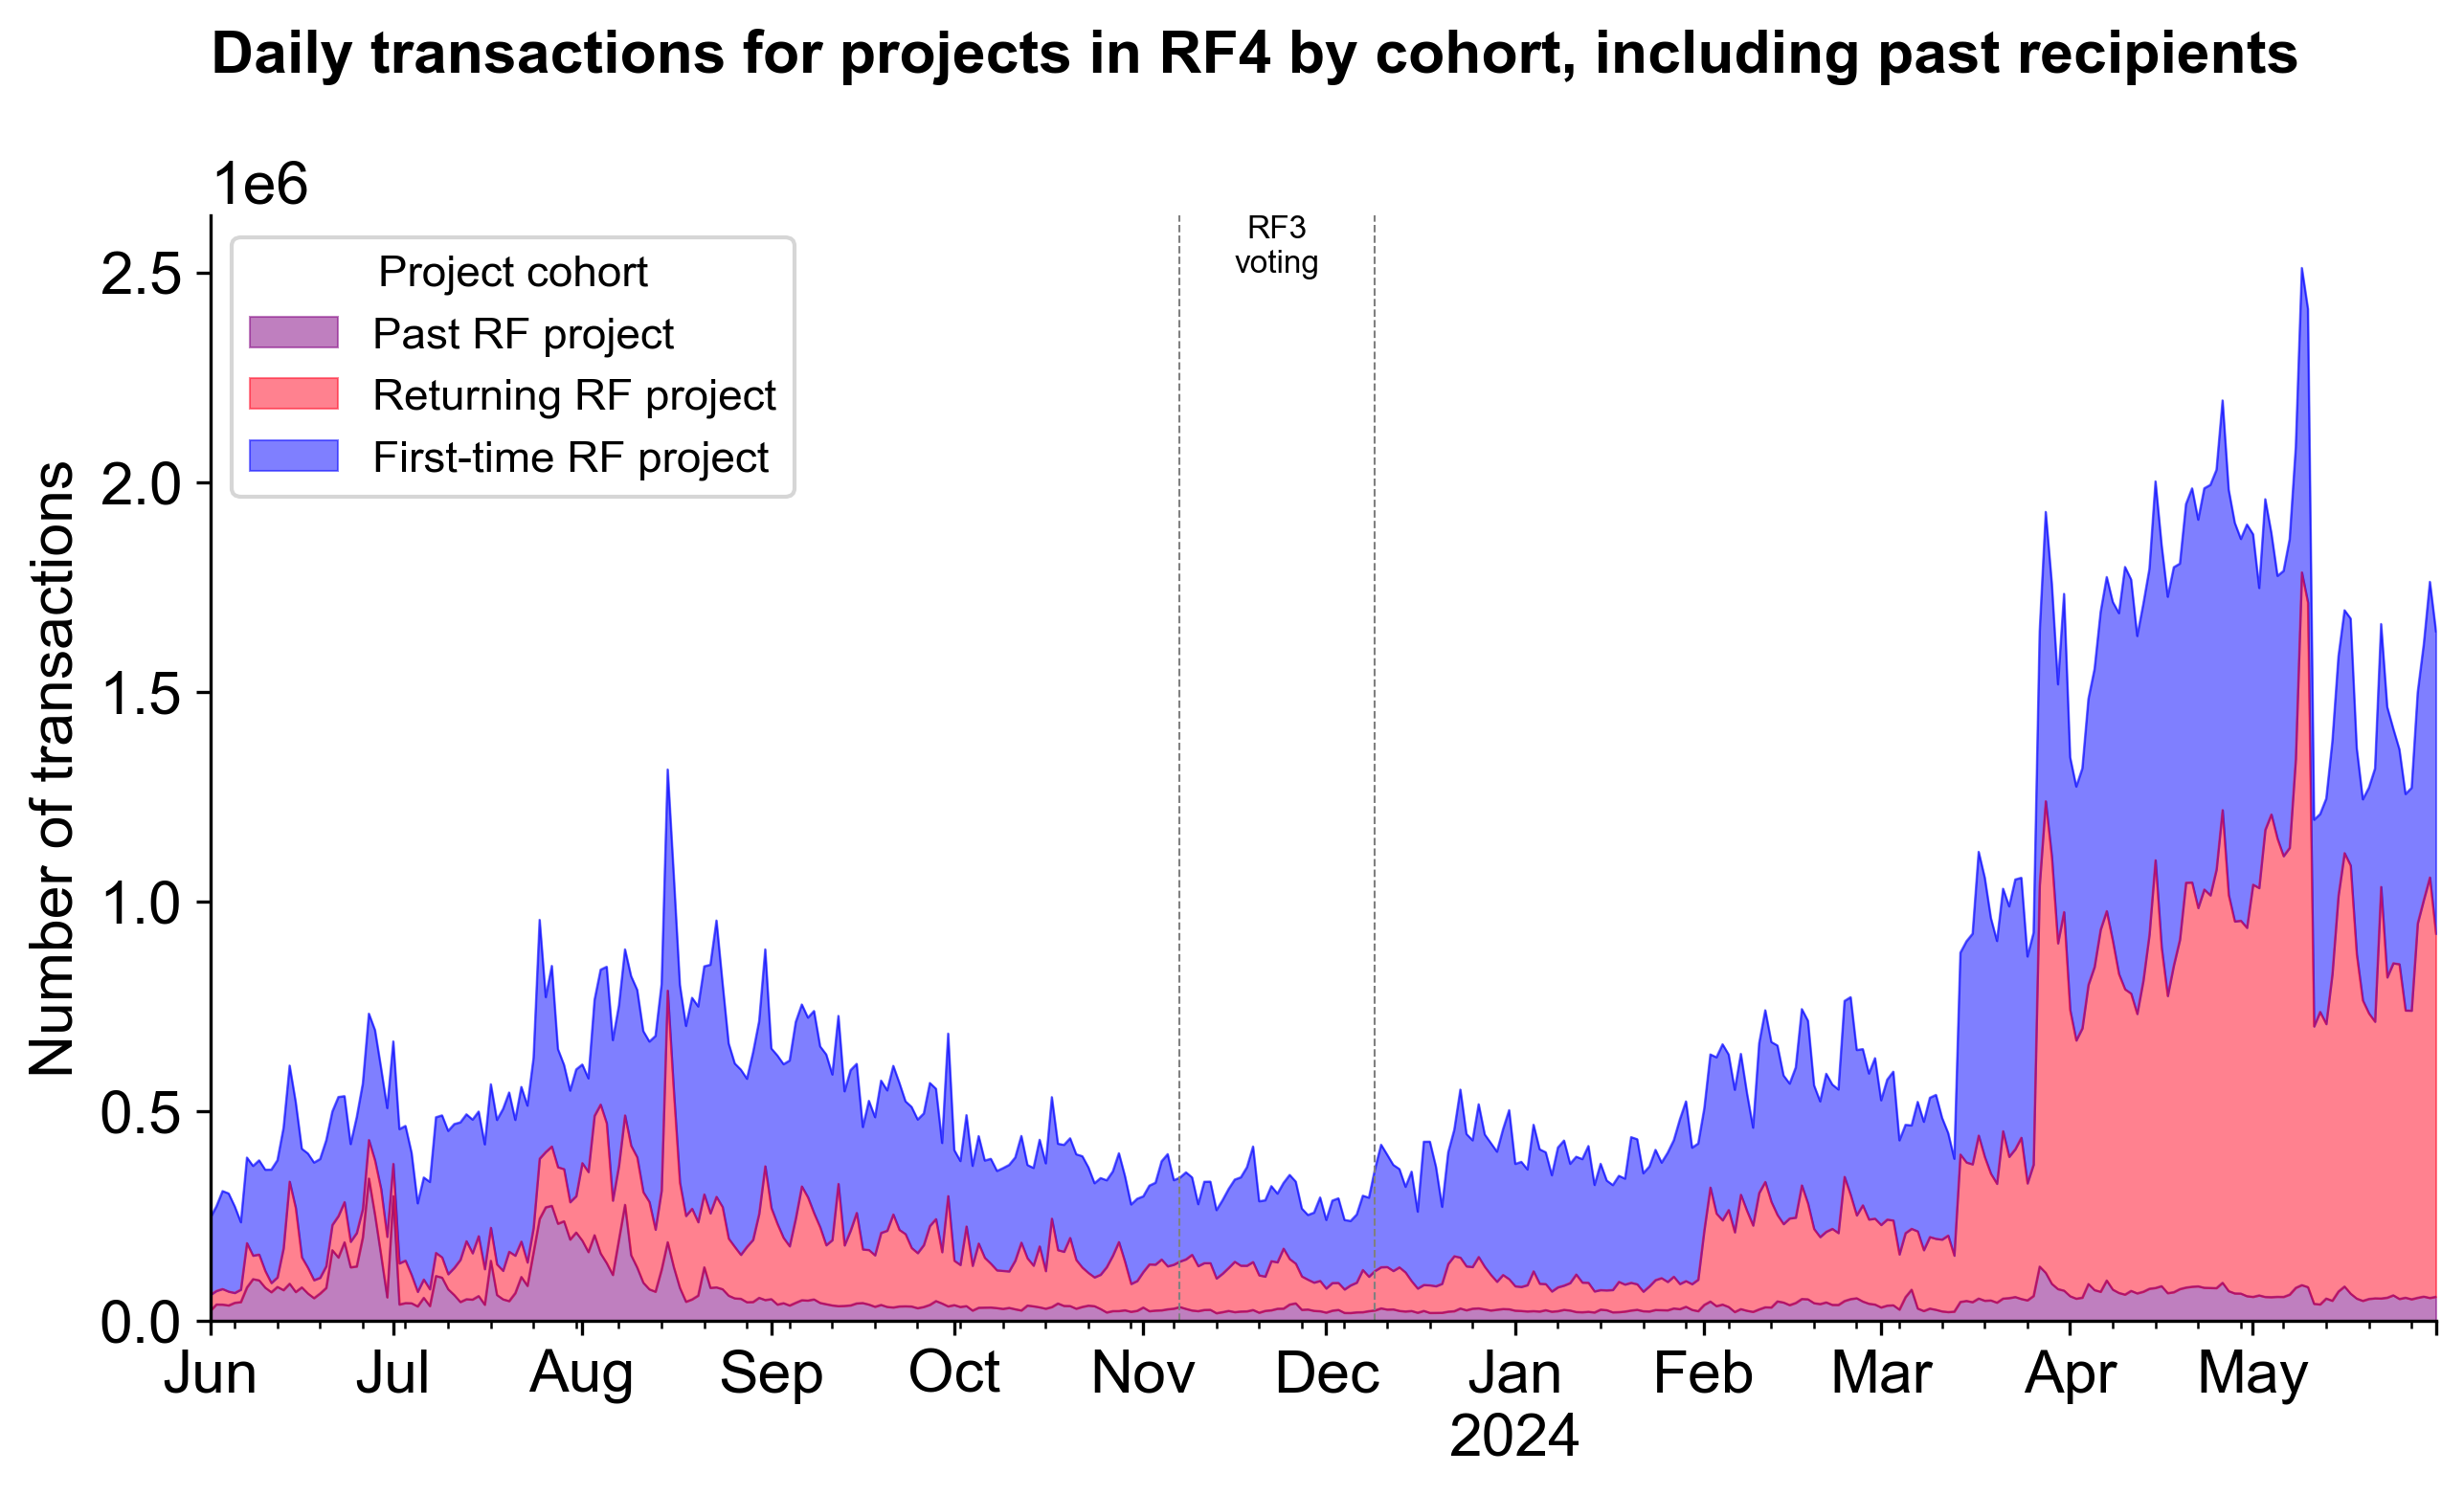 Daily transactions for projects in RF4 by cohort, including past recipients
1e6
RF3
voting
Project cohort
Past RF project
Returning RF project
First-time RF project
Number of transactions
2.5
2.0
1.5
1.0
0.5
0.0
Jun Jul Aug Sep Oct Nov Dec Jan Feb Mar Apr May
2024